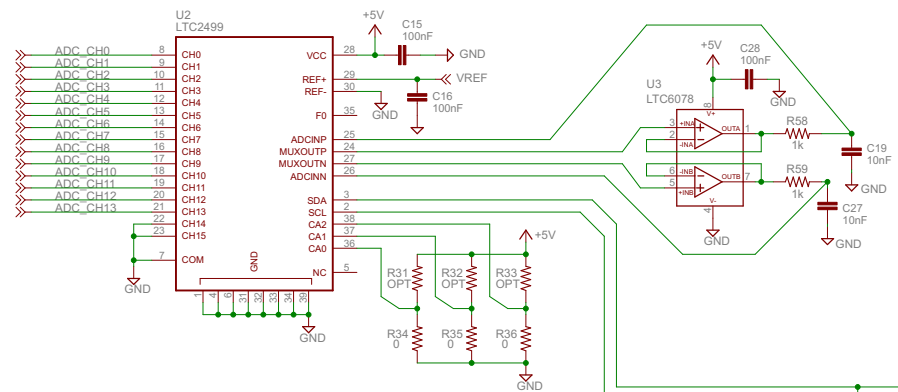 U2
LTC2499
ADC_CH0 8 CH0
ADC_CH1 9 CH1
ADC_CH2 10 CH2
ADC_CH3 11 CH3
ADC_CH4 12 CH4
ADC_CH5 13 CH5
ADC_CH6 14 CH6
ADC_CH7 15 CH7
ADC_CH8 16 CH8
ADC_CH9 17 CH9
ADC_CH10 18 CH10
ADC_CH11 19 CH11
ADC_CH12 20 CH12
ADC_CH13 21 CH13
22 CH14
23 CH15
7 COM
GND
GND
1 4 6 31 32 33 34 39
GND
VCC 28
REF+ 29
REF- 30
F0 35
ADCINP 25
MUXOUTP 24
MUXOUTN 27
ADCINN 26
SDA 3
SCL 2
CA2 38
CA1 37
CA0 36
NC 5
+5V
C15
100nF
GND
VREF
C16
100nF
GND
+5V
R31
OPT
R32
OPT
R33
OPT
R34
0
R35
0
R36
0
GND
+5V
C28
100nF
GND
U3
LTC6078
8
V+
3 +INA
2 -INA
OUTA 1
6 -INB
5 +INB
OUTB 7
V-
4
GND
R58
1k
R59
1k
C19
10nF
GND
C27
10nF
GND